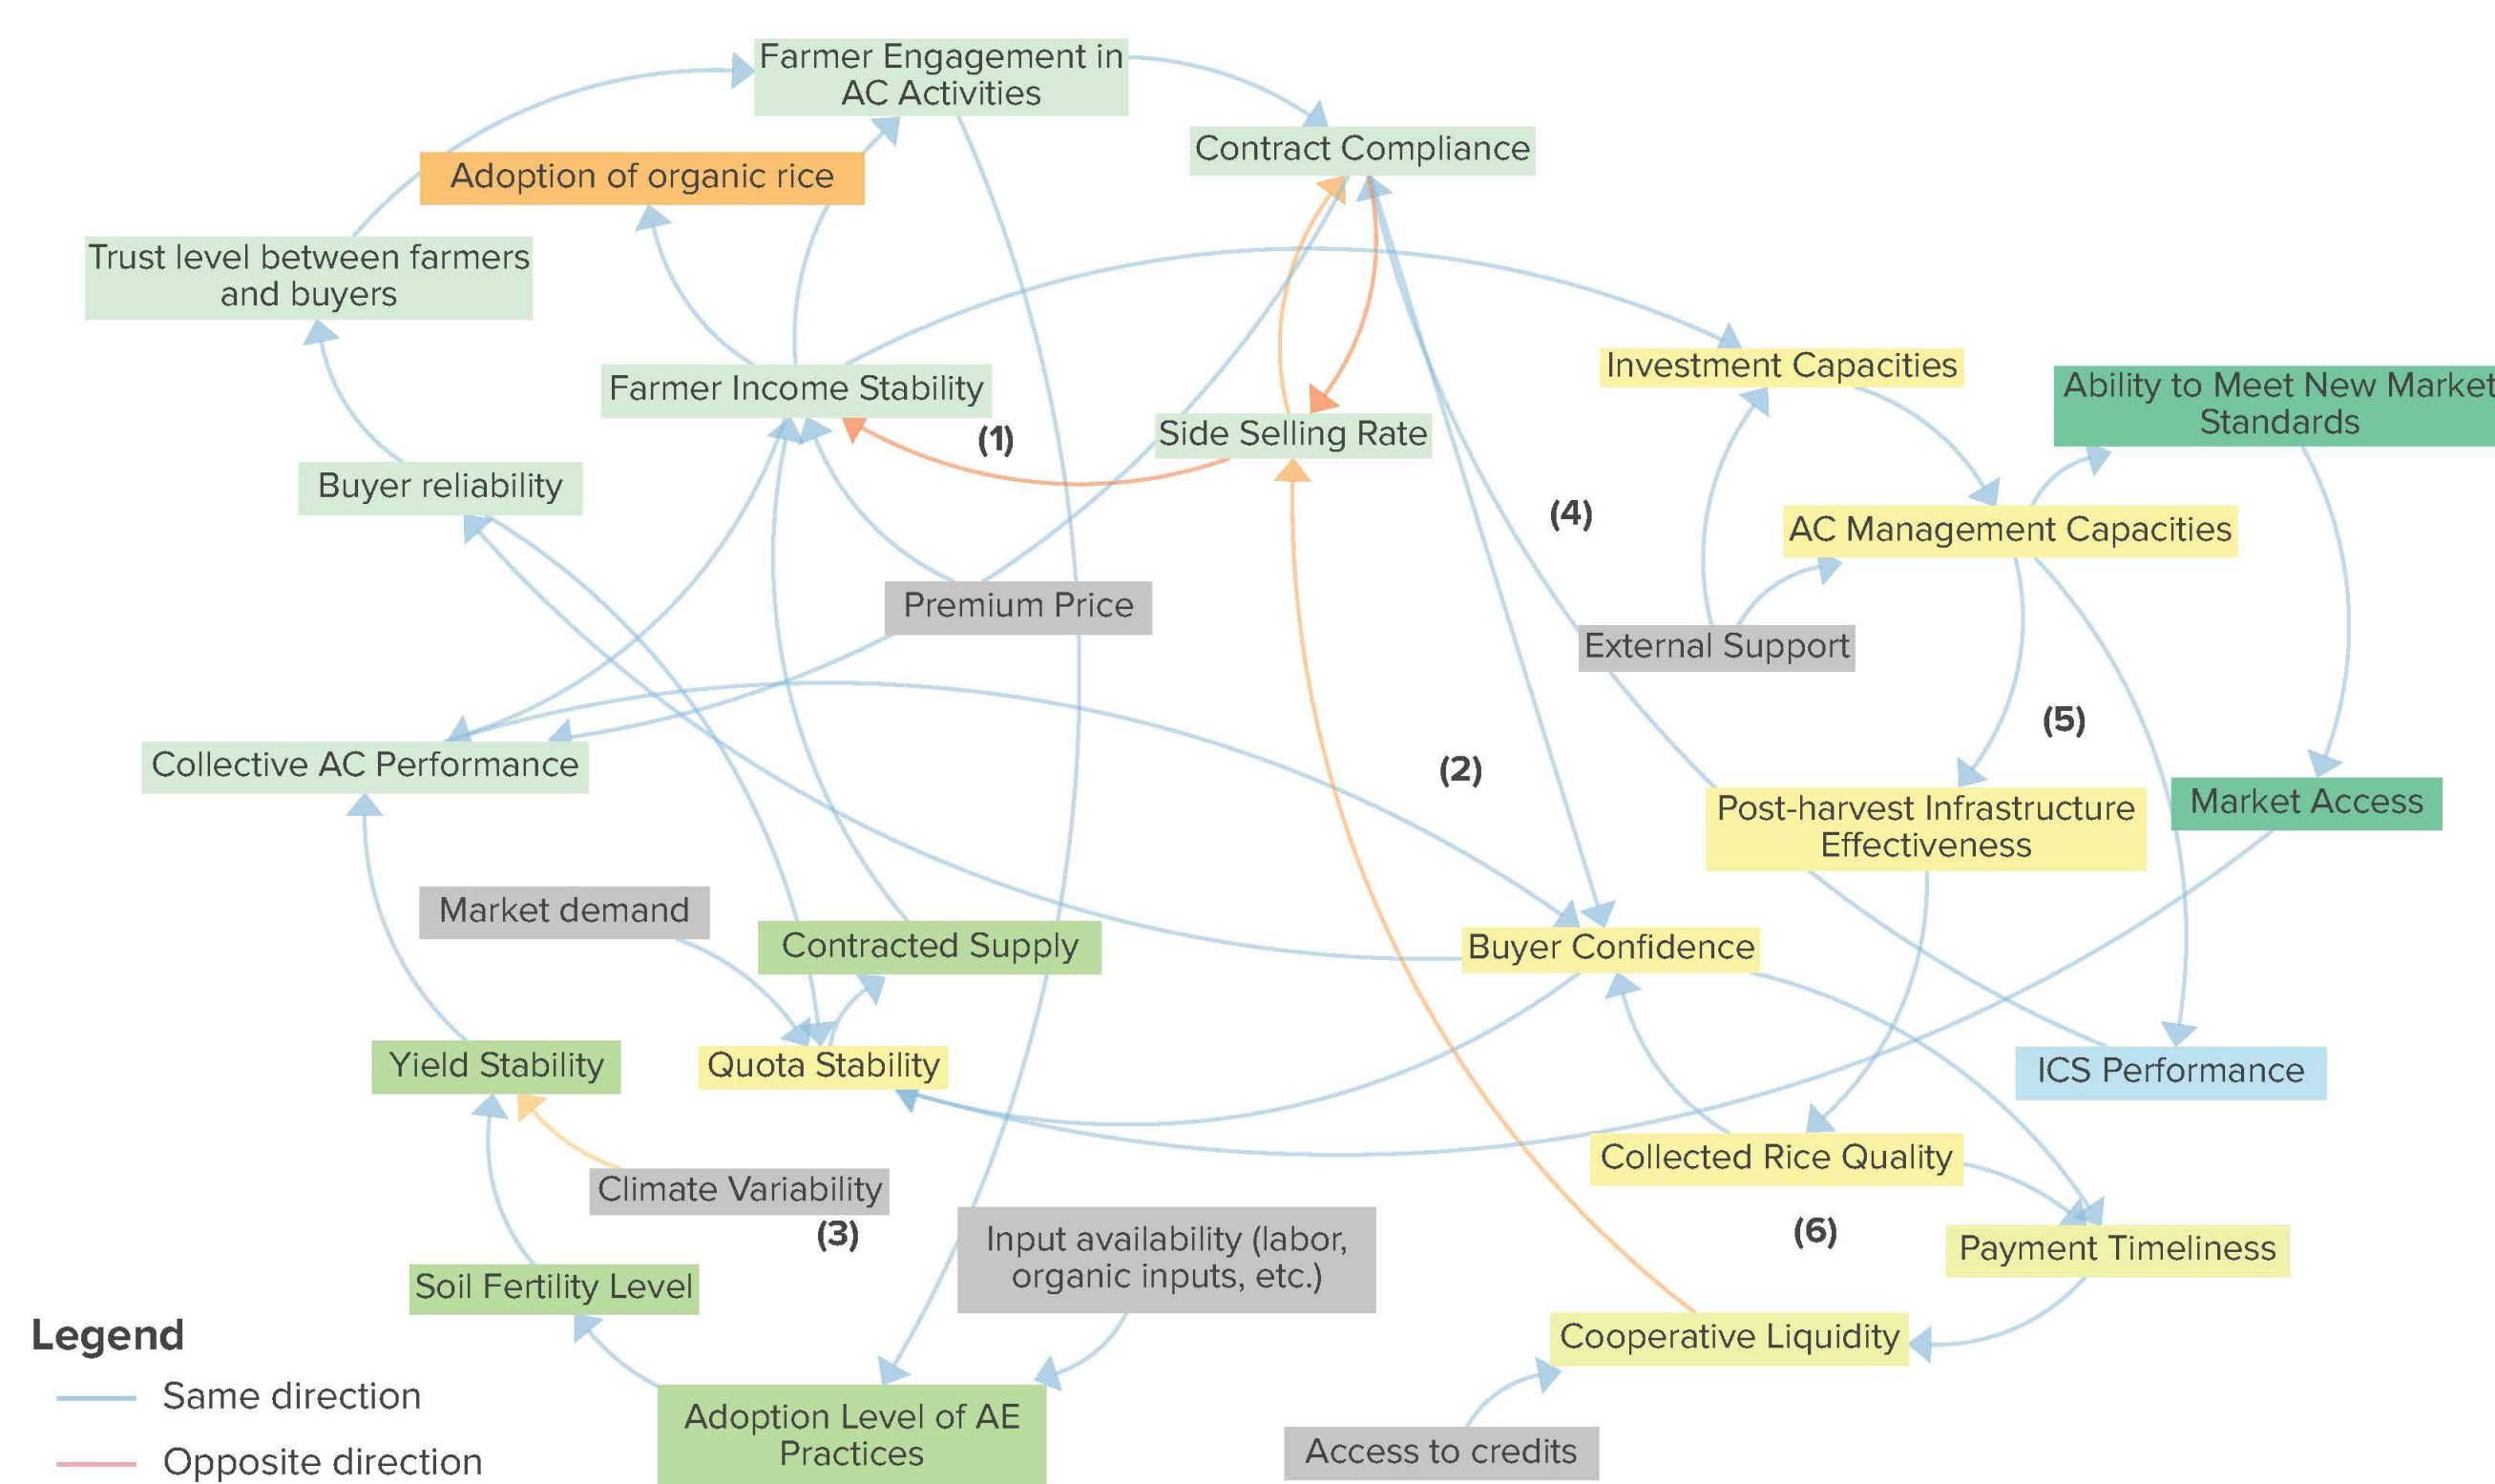 Farmer Engagement in
AC Activities
Contract Compliance
Adoption of organic rice
Trust level between farmers
and buyers
Farmer Income Stability
Investment Capacities
Ability to Meet New Market
Standards
(1)
Side Selling Rate
Buyer reliability
(4)
AC Management Capacities
Premium Price
External Support
(5)
Collective AC Performance
(2)
Post-harvest Infrastructure
Effectiveness
Market Access
Market demand
Contracted Supply
Buyer Confidence
Yield Stability
Quota Stability
ICS Performance
Collected Rice Quality
Climate Variability
(3)
Input availability (labor,
organic inputs, etc.)
(6)
Payment Timeliness
Soil Fertility Level
Cooperative Liquidity
Legend
Same direction
Opposite direction
Adoption Level of AE
Practices
Access to credits